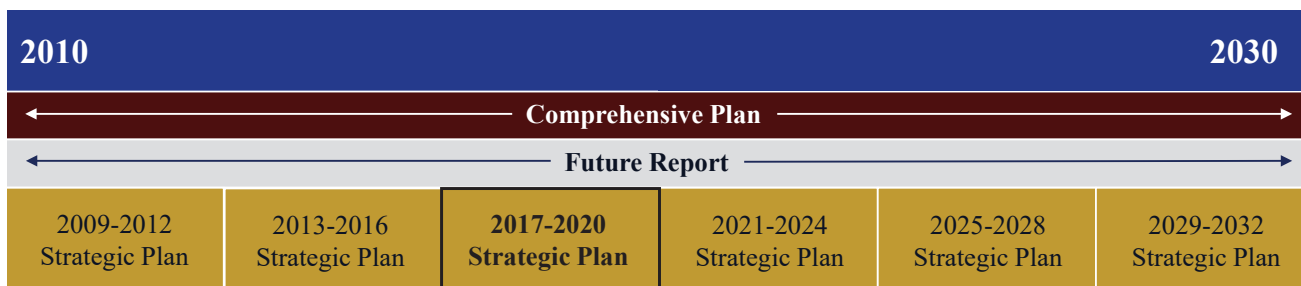 2010 2030
Comprehensive Plan
Future Report
2009-2012 2013-2016 2017-2020 2021-2024 2025-2028 2029-2032
Strategic Plan Strategic Plan Strategic Plan Strategic Plan Strategic Plan Strategic Plan